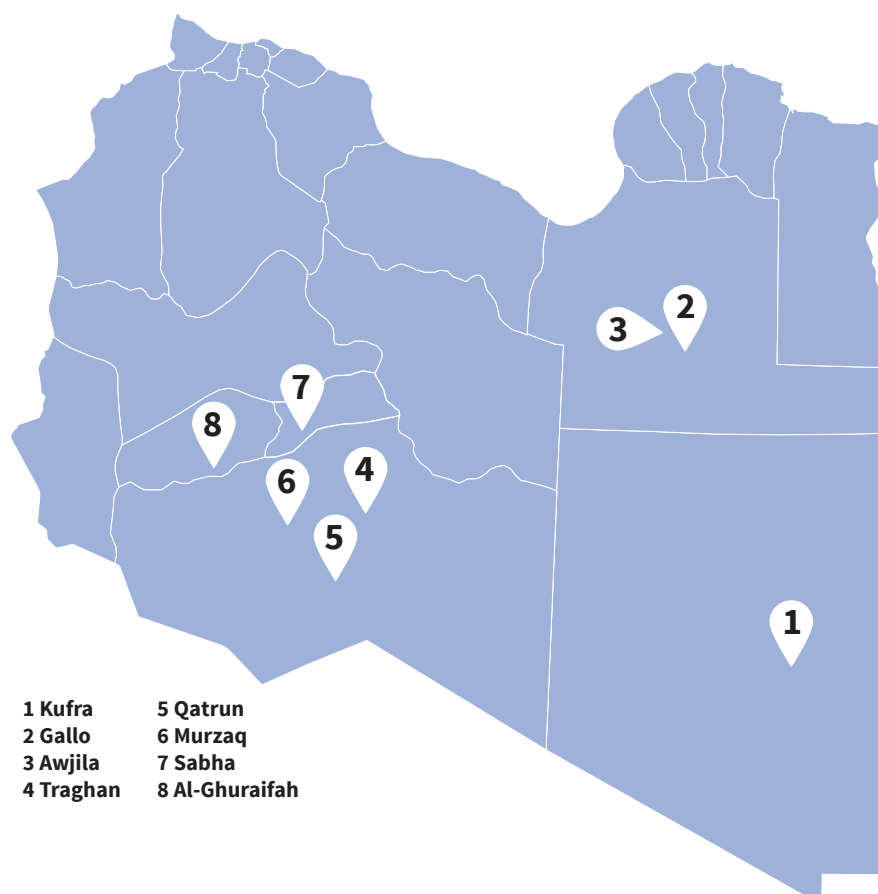 2
3
7
8
4
6
5
1
1 Kufra
2 Gallo
3 Awjila
4 Traghan
5 Qatrun
6 Murzaq
7 Sabha
8 Al-Ghuraifah